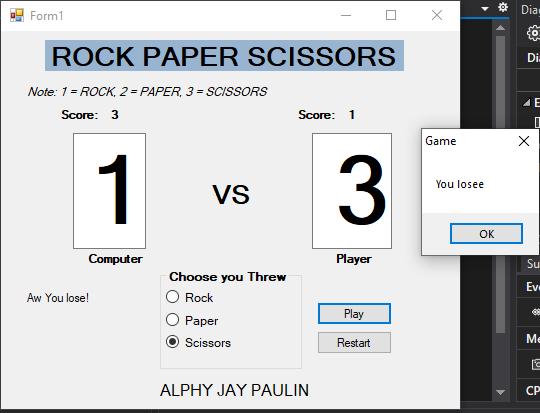 Form1
ROCK PAPER SCISSORS
Note: 1 = ROCK, 2 = PAPER, 3 = SCISSORS
Score: 3 Score: 1
1 vs 3
Computer Player
Game
You losee
OK
Choose you Threw
Aw You lose!
Rock
Paper
Scissors
Play
Restart
ALPHY JAY PAULIN
Diag
Dia
E
Su
Eve
Me
CP